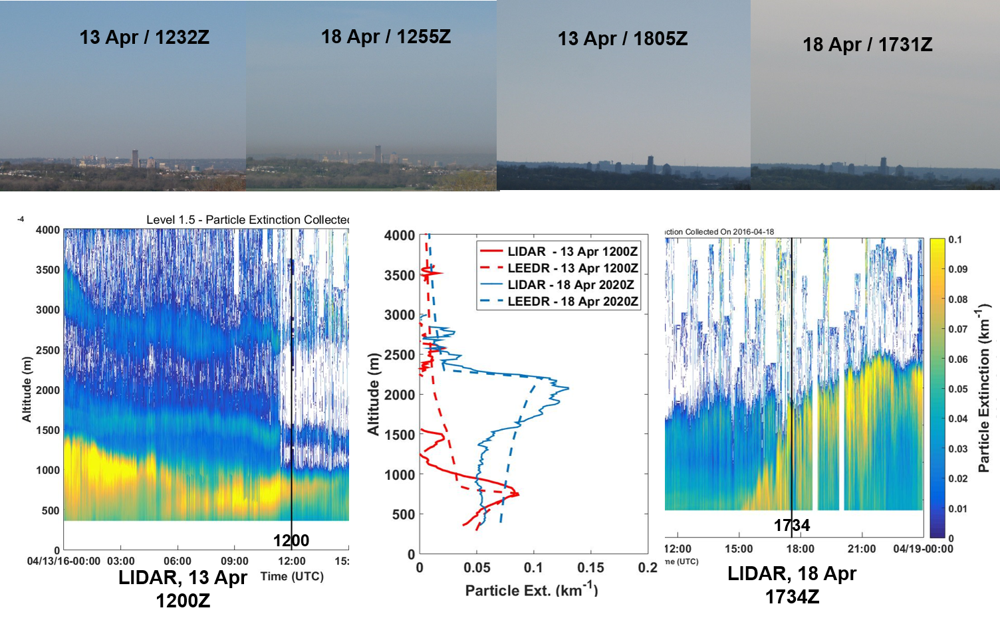 13 Apr / 1232Z
18 Apr / 1255Z
13 Apr / 1805Z
18 Apr / 1731Z
-4
Level 1.5 - Particle Extinction Collected
4000
3500
3000
2500
2000
1500
1000
500
0
Altitude (m)
1200
04/13/16-00:00 03:00 06:00 09:00 12:00 15:
Time (UTC)
LIDAR, 13 Apr
1200Z
4000
3500
3000
2500
2000
1500
1000
500
0
Altitude (m)
LIDAR - 13 Apr 1200Z
LEEDR - 13 Apr 1200Z
LIDAR - 18 Apr 2020Z
LEEDR - 18 Apr 2020Z
0 0.05 0.1 0.15 0.2
Particle Ext. (km-1)
ction Collected On 2016-04-18
1734
12:00 15:00 18:00 21:00 04/19-00:00
me (UTC)
0.1
0.09
0.08
0.07
0.06
0.05
0.04
0.03
0.02
0.01
0
Particle Extinction (km-1)
LIDAR, 18 Apr
1734Z